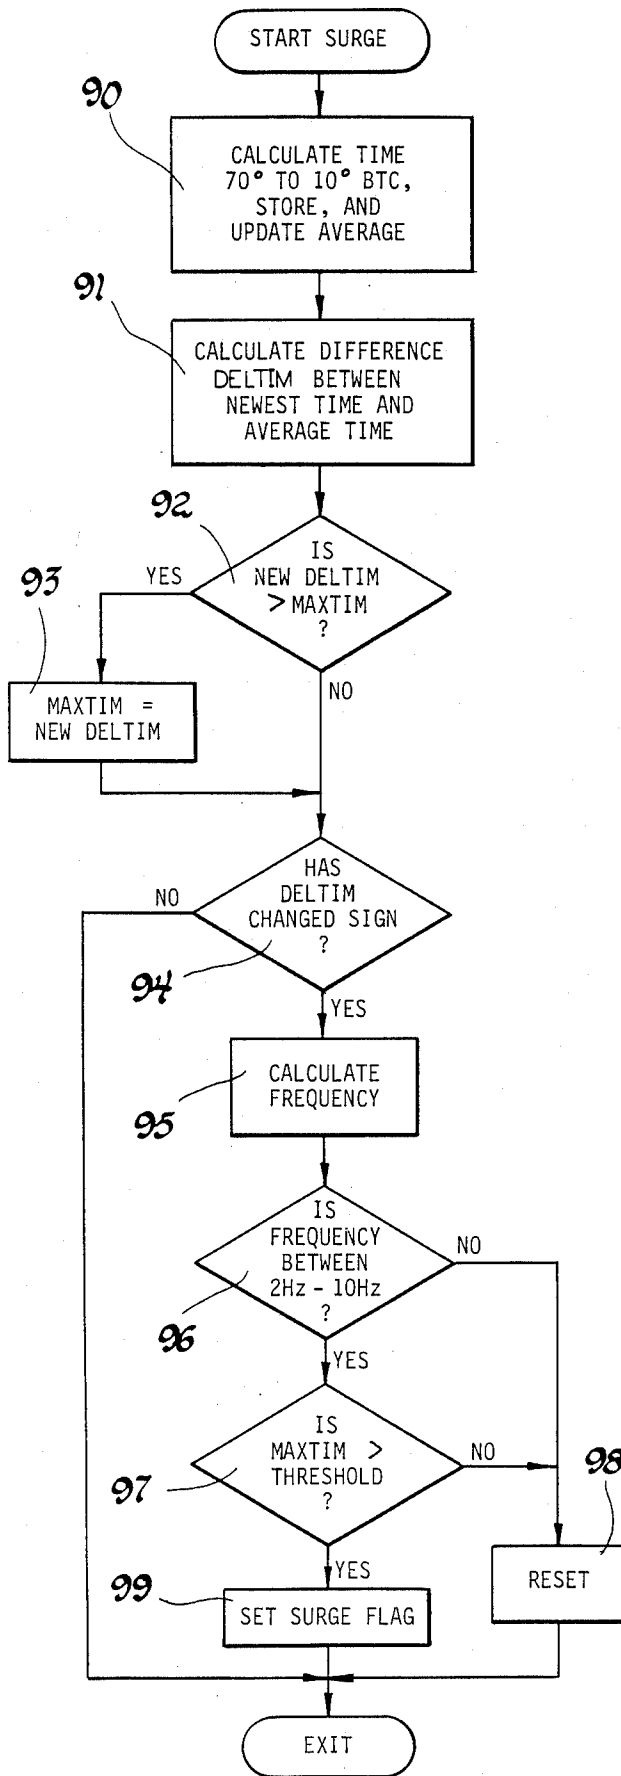 START SURGE
90
CALCULATE TIME
70° TO 10° BTC,
STORE, AND
UPDATE AVERAGE
91
CALCULATE DIFFERENCE
DELTIM BETWEEN
NEWEST TIME AND
AVERAGE TIME
92
IS
NEW DELTIM
> MAXTIM
?
YES
NO
93
MAXTIM =
NEW DELTIM
HAS
DELTIM
CHANGED SIGN
?
NO
94
YES
CALCULATE
FREQUENCY
95
IS
FREQUENCY
BETWEEN
2Hz - 10Hz
?
NO
96
YES
IS
MAXTIM >
THRESHOLD
?
NO
97
YES
98
RESET
99
SET SURGE FLAG
EXIT